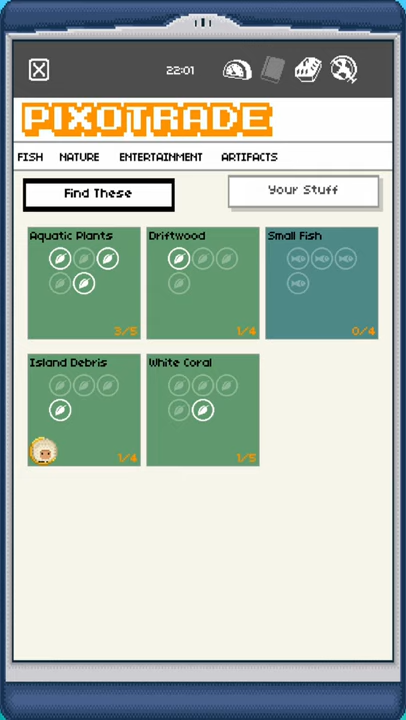 22:01
PIXOTRADE
FISH NATURE ENTERTAINMENT ARTIFACTS
Find These Your Stuff
Aquatic Plants Driftwood Small Fish
3/5 1/4 0/4
Island Debris White Coral
1/4 1/5